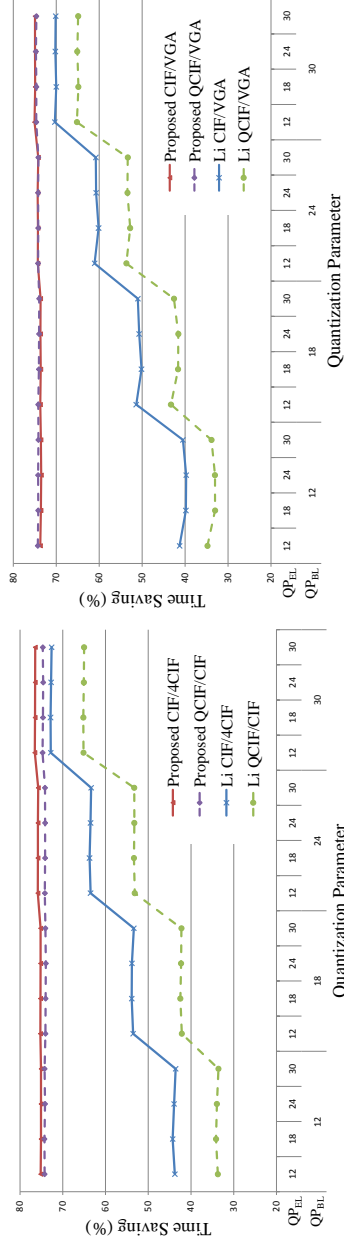 80
70
60
50
40
30
20
Time Saving (%)
Proposed CIF/4CIF
Proposed QCIF/CIF
Li CIF/4CIF
Li QCIF/CIF
QPEL 12 18 24 30 12 18 24 30 12 18 24 30 12 18 24 30
QPBL 12 18 24 30
Quantization Parameter
80
70
60
50
40
30
20
Time Saving (%)
Proposed CIF/VGA
Proposed QCIF/VGA
Li CIF/VGA
Li QCIF/VGA
QPEL 12 18 24 30 12 18 24 30 12 18 24 30 12 18 24 30
QPBL 12 18 24 30
Quantization Parameter